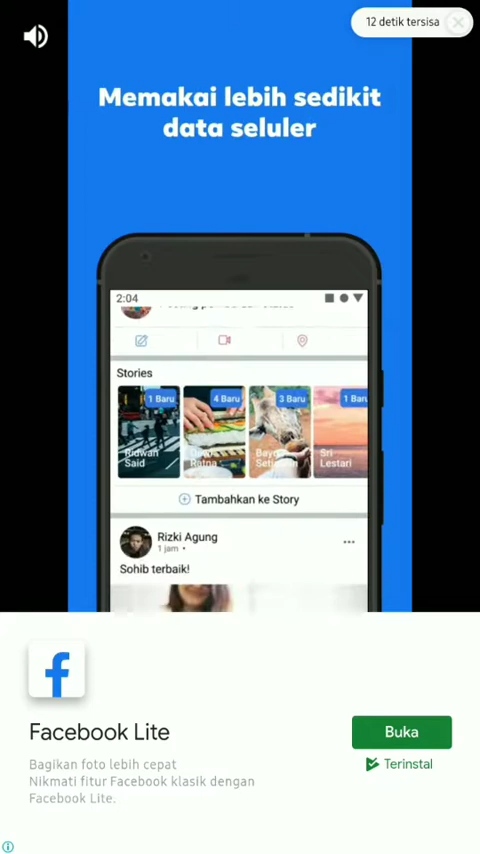 12 detik tersisa
Memakai lebih sedikit
data seluler
2:04
Stories
1 Baru
4 Baru
3 Baru
1 Baru
Ridwan
Said
Ratna
Sri
Lestari
Tambahkan ke Story
Rizki Agung
1 jam
Sohib terbaik!
Facebook Lite
Buka
Bagikan foto lebih cepat
Terinstal
Nikmati fitur Facebook klasik dengan
Facebook Lite.